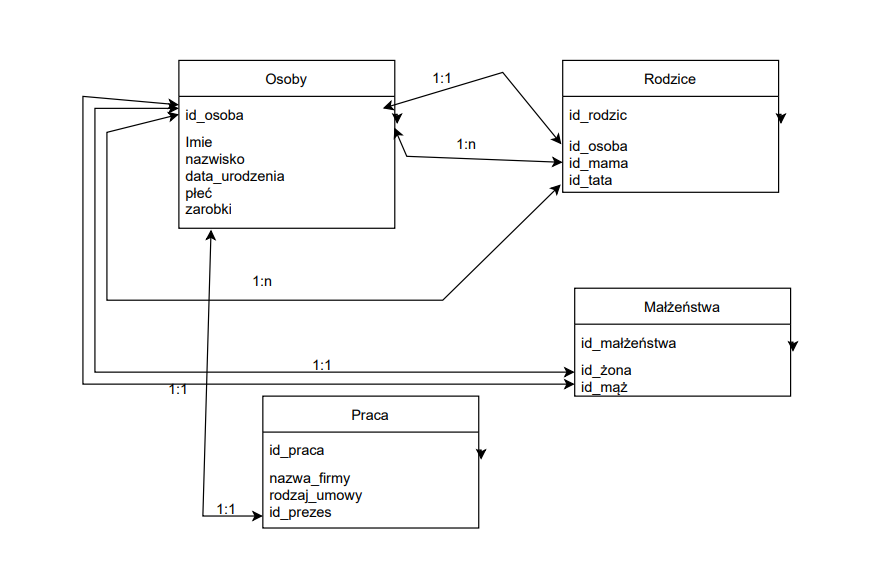 Osoby
id_osoba
Imie
nazwisko
data_urodzenia
płeć
zarobki
1:1
1:n
Rodzice
id_rodzic
id_osoba
id_mama
id_tata
1:n
Małżeństwa
id_małżeństwa
id_żona
id_mąż
1:1
1:1
Praca
id_praca
nazwa_firmy
rodzaj_umowy
id_prezes
1:1